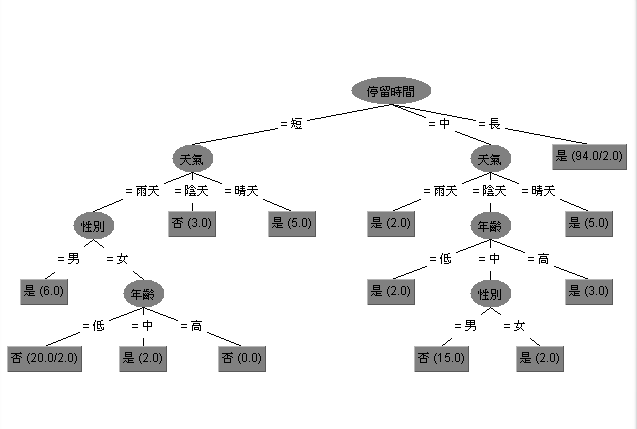 停留時間
= 短
= 中
= 長
天氣
天氣
是 (94.0/2.0)
= 雨天
= 陰天
= 晴天
= 雨天
= 陰天
= 晴天
性別
否 (3.0)
是 (5.0)
是 (2.0)
年齡
是 (5.0)
= 男
= 女
= 低
= 中
= 高
是 (6.0)
年齡
是 (2.0)
性別
是 (3.0)
= 低
= 中
= 高
= 男
= 女
否 (20.0/2.0)
是 (2.0)
否 (0.0)
否 (15.0)
是 (2.0)